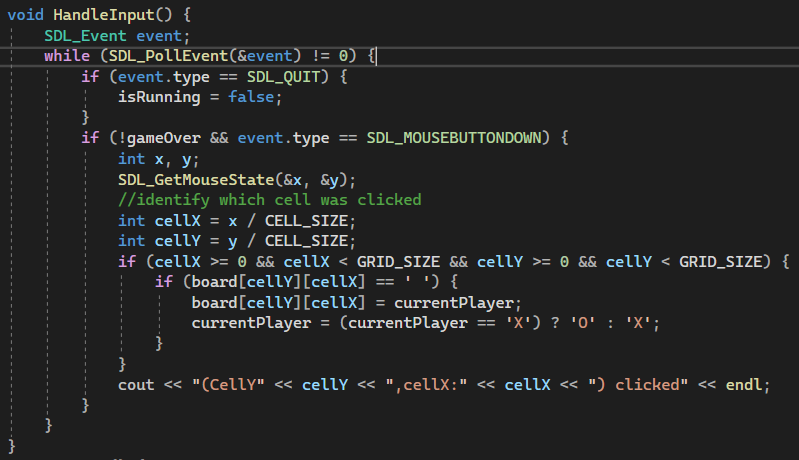 void HandleInput() {
    SDL_Event event;
    while (SDL_PollEvent(&event) != 0) {
        if (event.type == SDL_QUIT) {
            isRunning = false;
        }
        if (!gameOver && event.type == SDL_MOUSEBUTTONDOWN) {
            int x, y;
            SDL_GetMouseState(&x, &y);
            //identify which cell was clicked
            int cellX = x / CELL_SIZE;
            int cellY = y / CELL_SIZE;
            if (cellX >= 0 && cellX < GRID_SIZE && cellY >= 0 && cellY < GRID_SIZE) {
                if (board[cellY][cellX] == ' ') {
                    board[cellY][cellX] = currentPlayer;
                    currentPlayer = (currentPlayer == 'X') ? 'O' : 'X';
                }
            }
            cout << "(CellY" << cellY << ",cellX:" << cellX << ") clicked" << endl;
        }
    }
}